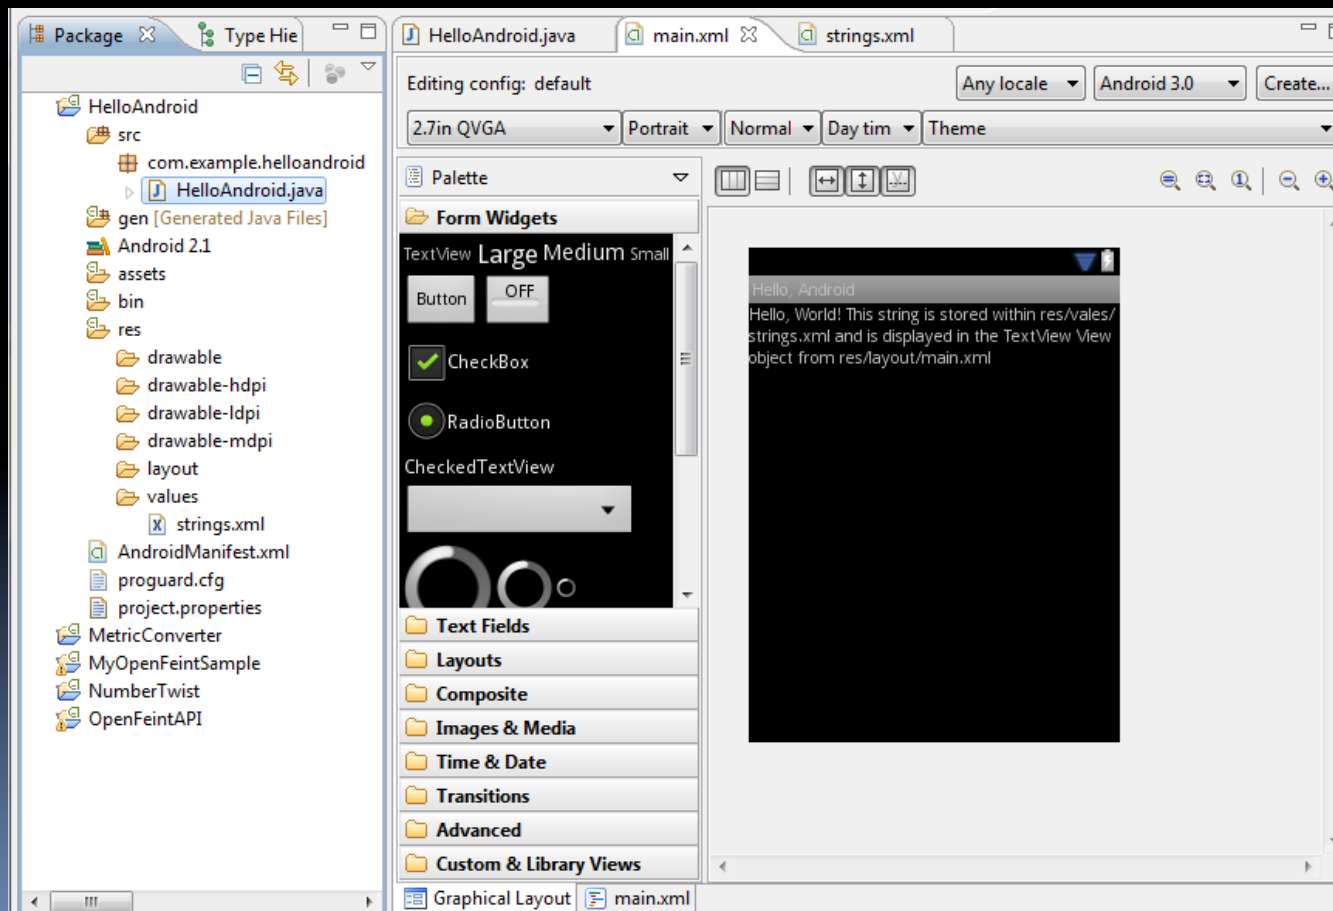 Package
Type Hie
HelloAndroid
src
com.example.helloandroid
HelloAndroid.java
gen [Generated Java Files]
Android 2.1
assets
bin
res
drawable
drawable-hdpi
drawable-ldpi
drawable-mdpi
layout
values
strings.xml
AndroidManifest.xml
proguard.cfg
project.properties
MetricConverter
MyOpenFeintSample
NumberTwist
OpenFeintAPI
HelloAndroid.java
main.xml
strings.xml
Editing config: default
Any locale
Android 3.0
Create...
2.7in QVGA
Portrait
Normal
Day tim
Theme
Palette
Form Widgets
TextView Large Medium Small
Button
OFF
CheckBox
RadioButton
CheckedTextView
Text Fields
Layouts
Composite
Images & Media
Time & Date
Transitions
Advanced
Custom & Library Views
Hello, Android
Hello, World! This string is stored within res/vales/
strings.xml and is displayed in the TextView View
object from res/layout/main.xml
Graphical Layout
main.xml